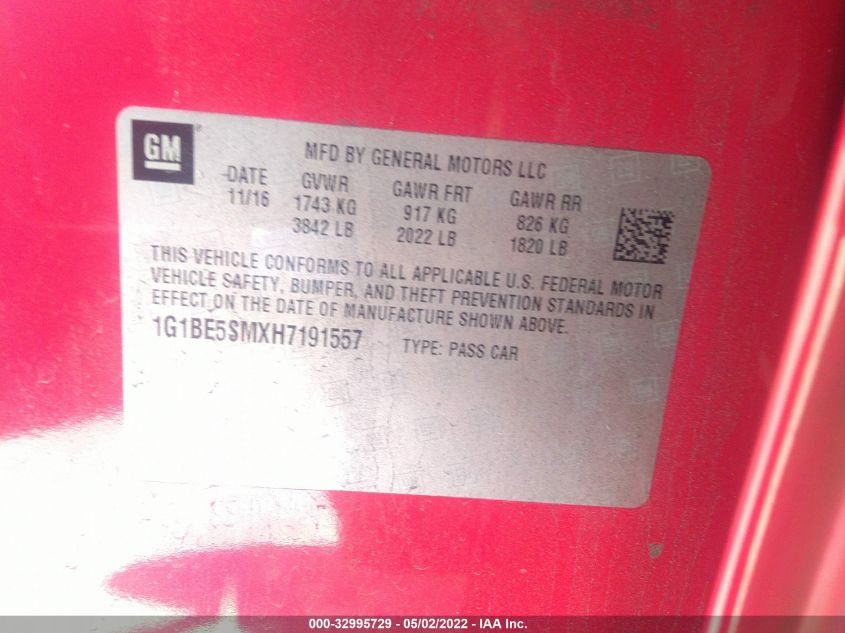 GM
MFD BY GENERAL MOTORS LLC
DATE GVWR GAWR FRT GAWR RR
11/16 1743 KG 917 KG 826 KG
3842 LB 2022 LB 1820 LB
THIS VEHICLE CONFORMS TO ALL APPLICABLE U.S. FEDERAL MOTOR
VEHICLE SAFETY, BUMPER, AND THEFT PREVENTION STANDARDS IN
EFFECT ON THE DATE OF MANUFACTURE SHOWN ABOVE.
1G1BE5SMXH7191557 TYPE: PASS CAR
000-32995729 - 05/02/2022 - IAA Inc.